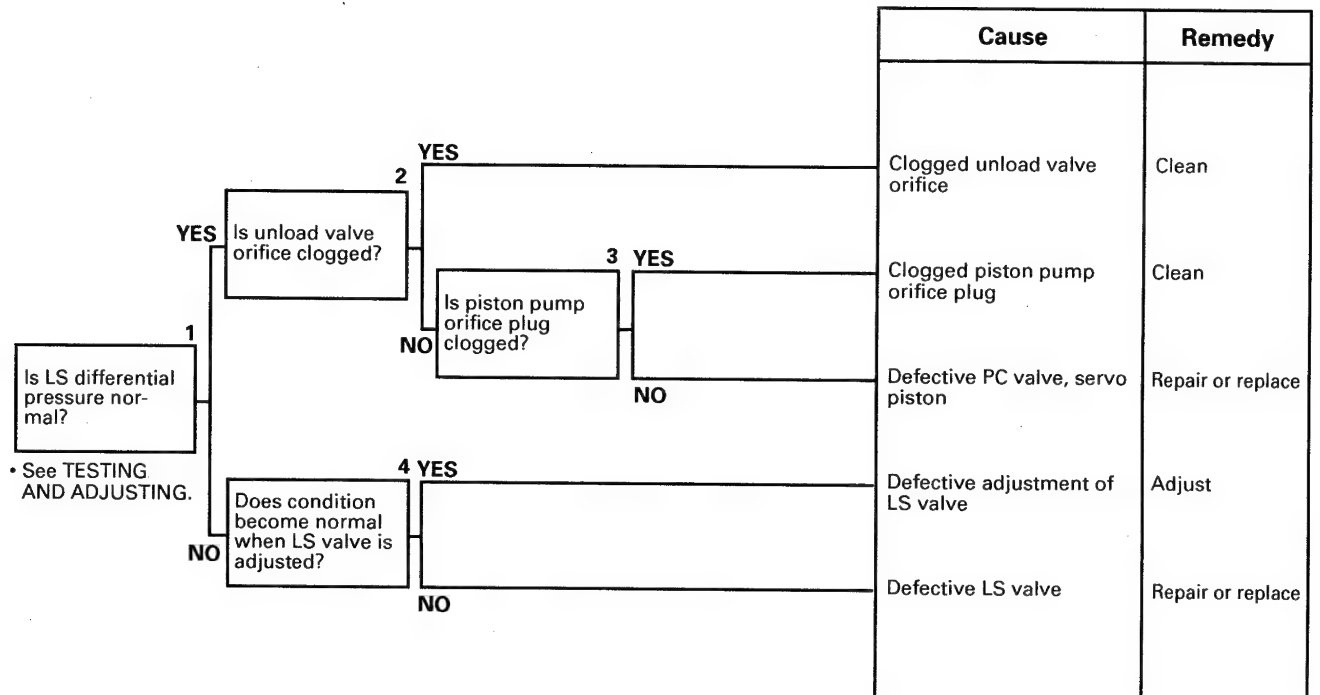 Cause
Remedy
YES
2
Clogged unload valve
orifice
Clean
YES
Is unload valve
orifice clogged?
3 YES
Clogged piston pump
orifice plug
Clean
Is piston pump
orifice plug
clogged?
NO
1
Is LS differential
pressure nor-
mal?
NO
Defective PC valve, servo
piston
Repair or replace
• See TESTING
AND ADJUSTING.
4 YES
Defective adjustment of
LS valve
Adjust
Does condition
become normal
when LS valve is
adjusted?
NO
NO
Defective LS valve
Repair or replace